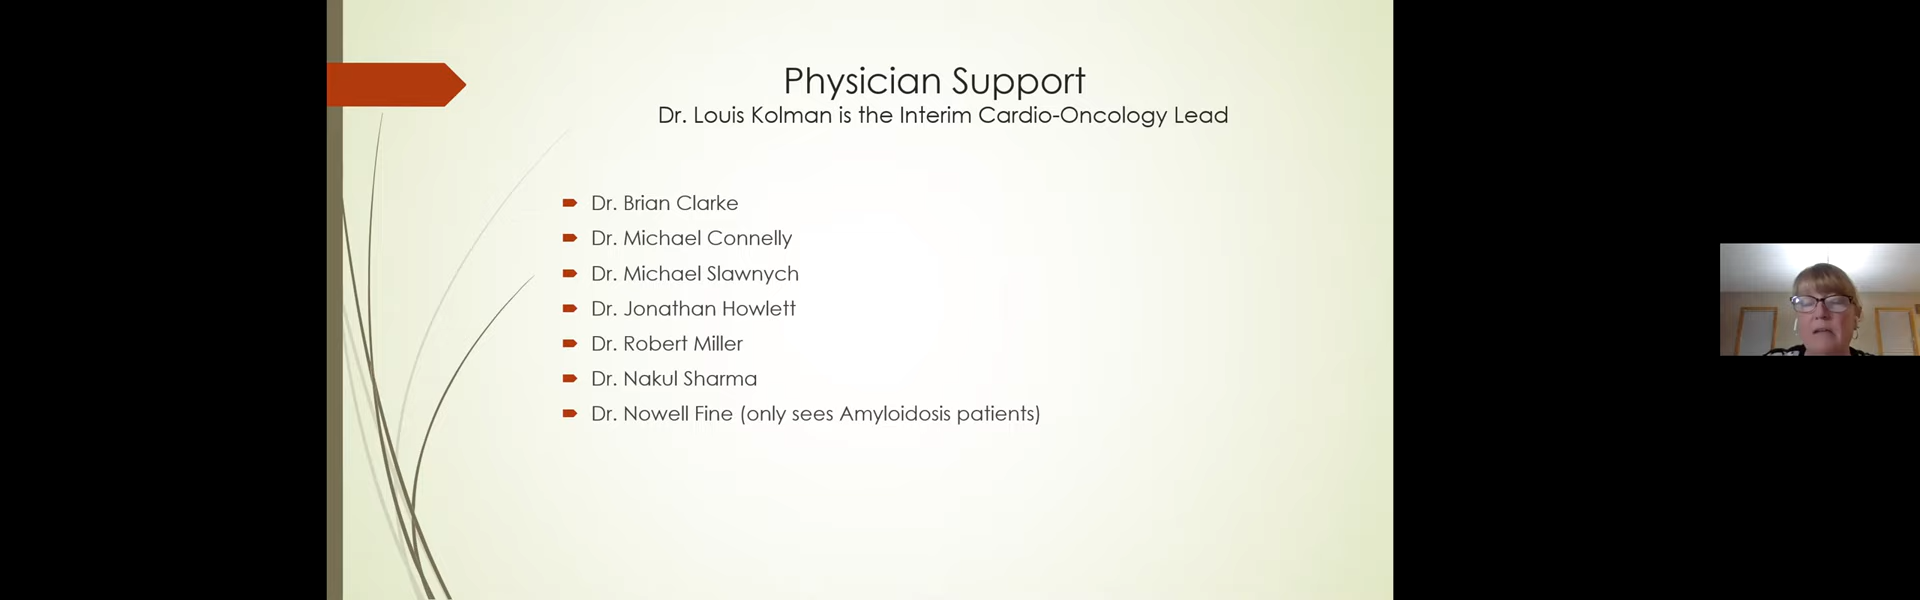 Physician Support
Dr. Louis Kolman is the Interim Cardio-Oncology Lead
Dr. Brian Clarke
Dr. Michael Connelly
Dr. Michael Slawnych
Dr. Jonathan Howlett
Dr. Robert Miller
Dr. Nakul Sharma
Dr. Nowell Fine (only sees Amyloidosis patients)